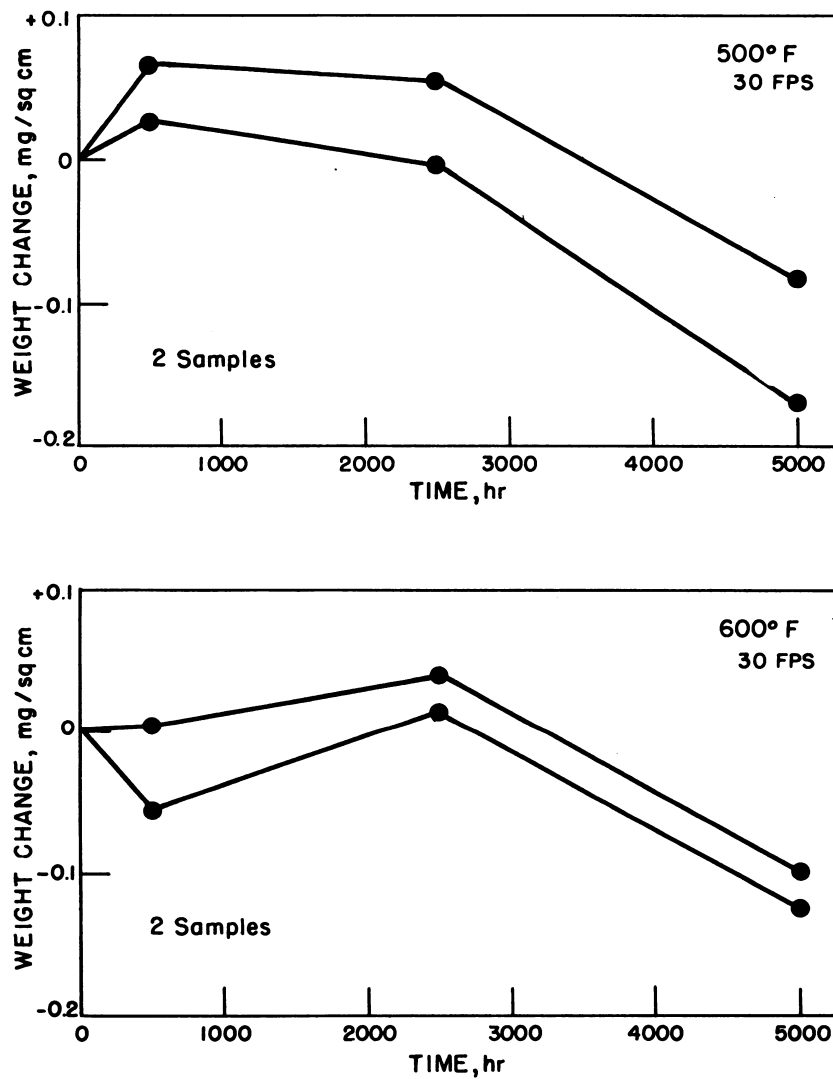 +0.1
500° F
30 FPS
0
-0.1
-0.2
WEIGHT CHANGE, mg/sq cm
2 Samples
0 1000 2000 3000 4000 5000
TIME, hr
+0.1
600° F
30 FPS
0
-0.1
-0.2
WEIGHT CHANGE, mg/sq cm
2 Samples
0 1000 2000 3000 4000 5000
TIME, hr